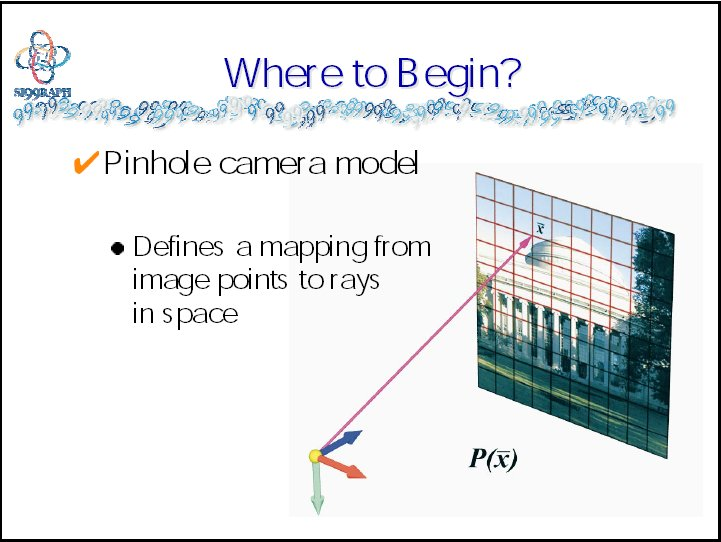 SIGGRAPH
Where to Begin?
✔Pinhole camera model
● Defines a mapping from
image points to rays
in space
x̅
P(x̅)